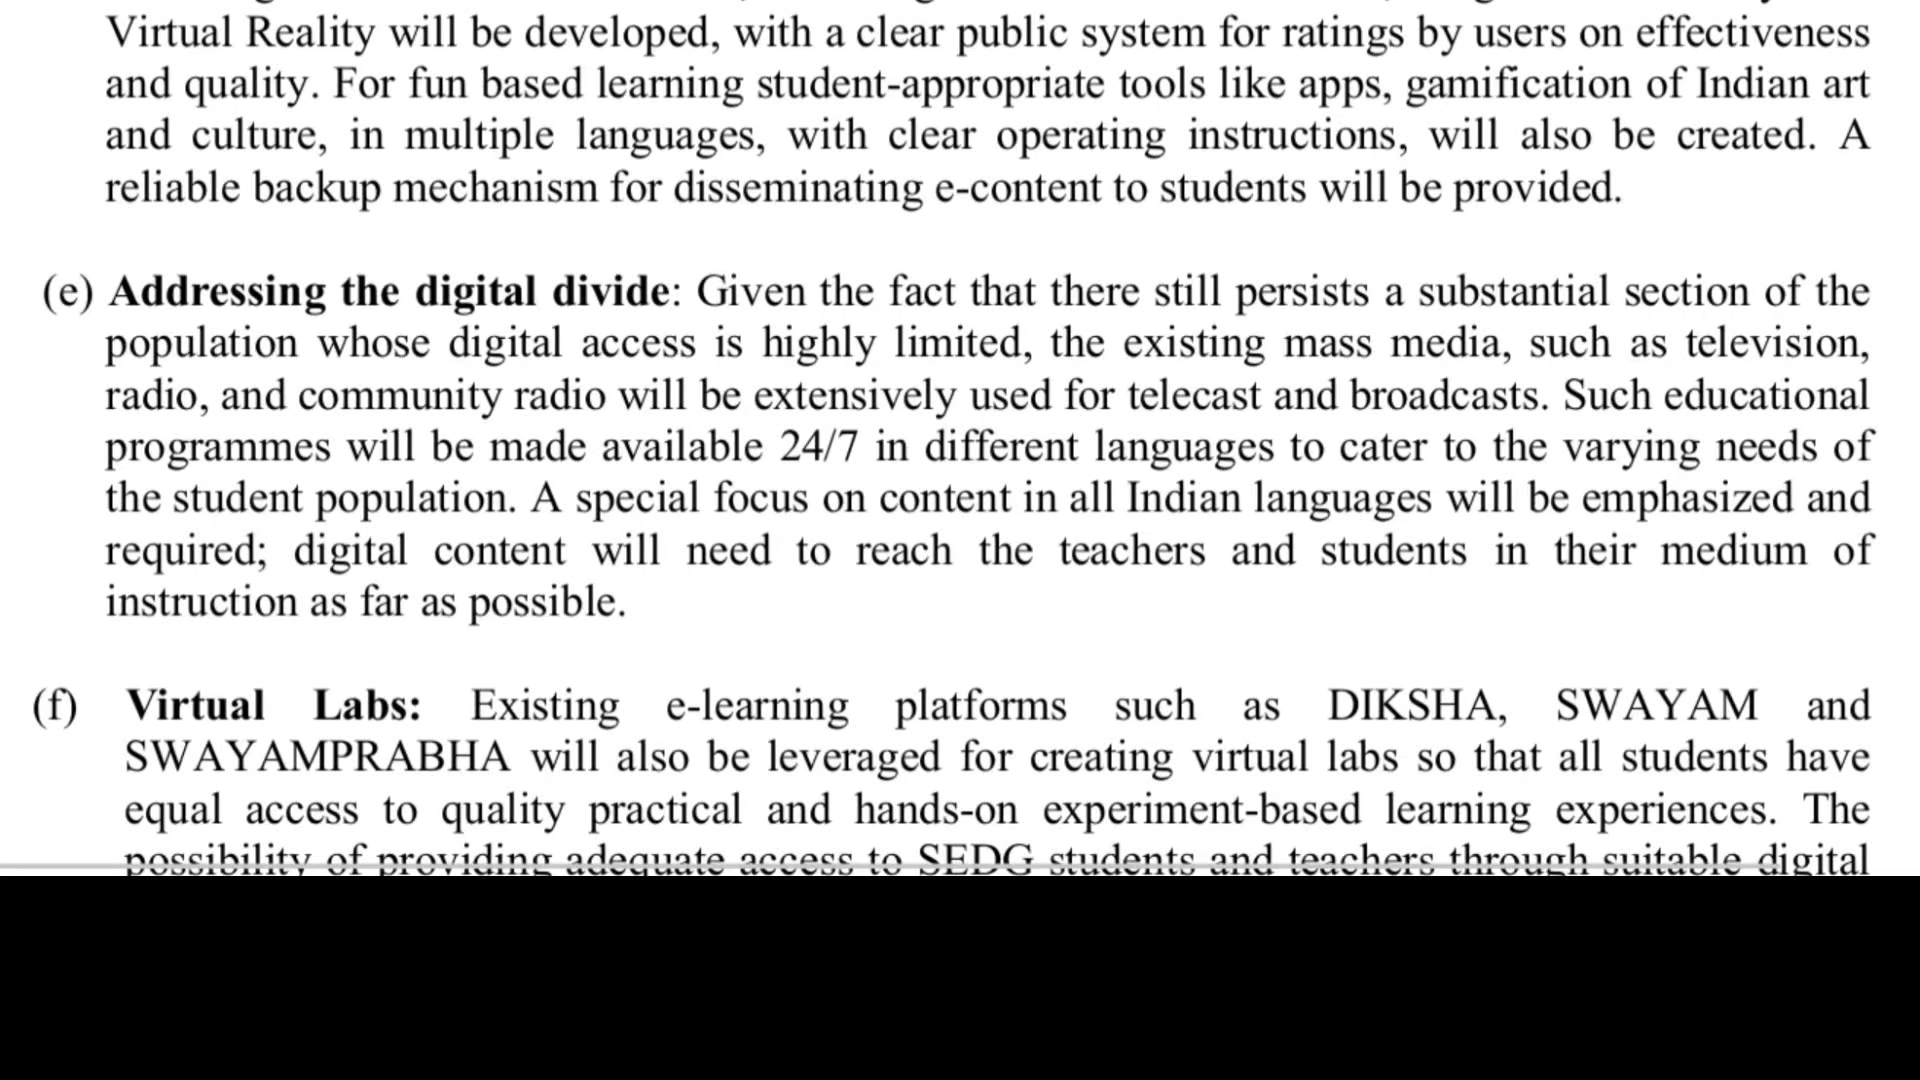 Virtual Reality will be developed, with a clear public system for ratings by users on effectiveness
and quality. For fun based learning student-appropriate tools like apps, gamification of Indian art
and culture, in multiple languages, with clear operating instructions, will also be created. A
reliable backup mechanism for disseminating e-content to students will be provided.
(e) Addressing the digital divide: Given the fact that there still persists a substantial section of the
population whose digital access is highly limited, the existing mass media, such as television,
radio, and community radio will be extensively used for telecast and broadcasts. Such educational
programmes will be made available 24/7 in different languages to cater to the varying needs of
the student population. A special focus on content in all Indian languages will be emphasized and
required; digital content will need to reach the teachers and students in their medium of
instruction as far as possible.
(f) Virtual Labs: Existing e-learning platforms such as DIKSHA, SWAYAM and
SWAYAMPRABHA will also be leveraged for creating virtual labs so that all students have
equal access to quality practical and hands-on experiment-based learning experiences. The
possibility of providing adequate access to SEDG students and teachers through suitable digital